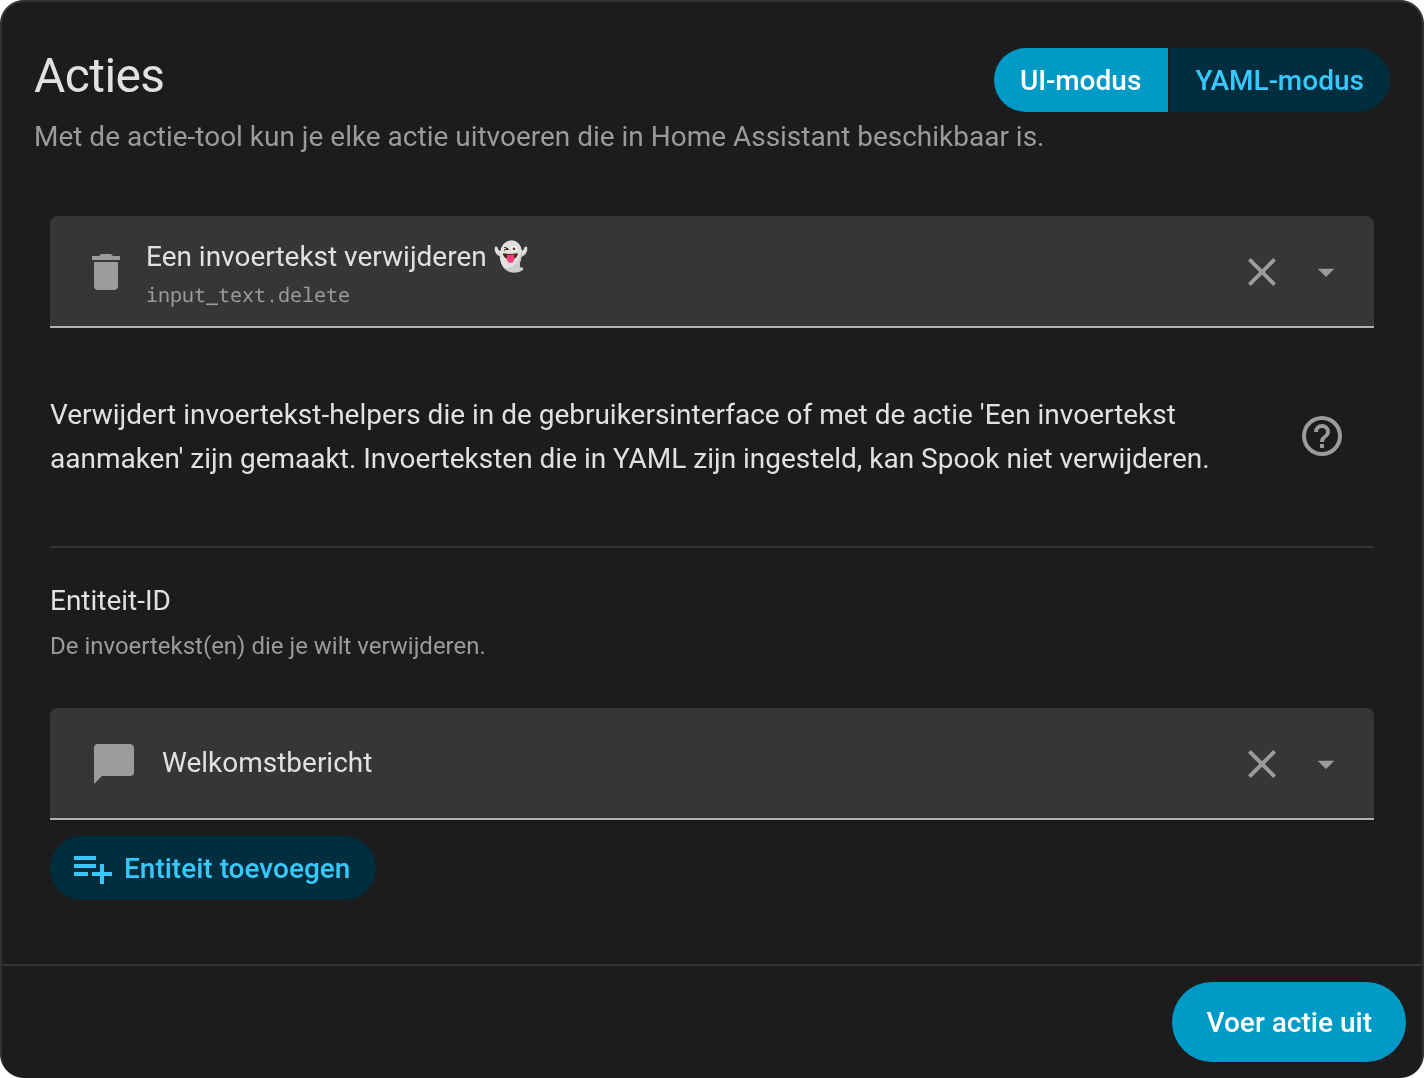 Acties
UI-modus
YAML-modus
Met de actie-tool kun je elke actie uitvoeren die in Home Assistant beschikbaar is.
Een invoertekst verwijderen 👻
input_text.delete
Verwijdert invoertekst-helpers die in de gebruikersinterface of met de actie 'Een invoertekst
aanmaken' zijn gemaakt. Invoerteksten die in YAML zijn ingesteld, kan Spook niet verwijderen.
Entiteit-ID
De invoertekst(en) die je wilt verwijderen.
Welkomstbericht
Entiteit toevoegen
Voer actie uit